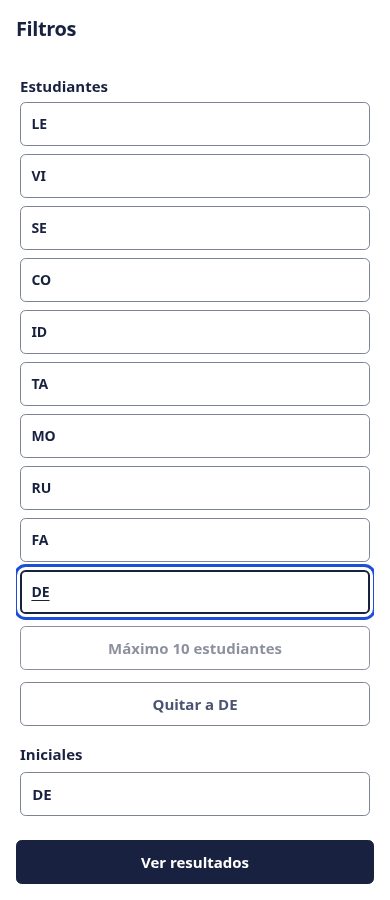 Filtros
Estudiantes
LE
VI
SE
CO
ID
TA
MO
RU
FA
DE
Máximo 10 estudiantes
Quitar a DE
Iniciales
DE
Ver resultados